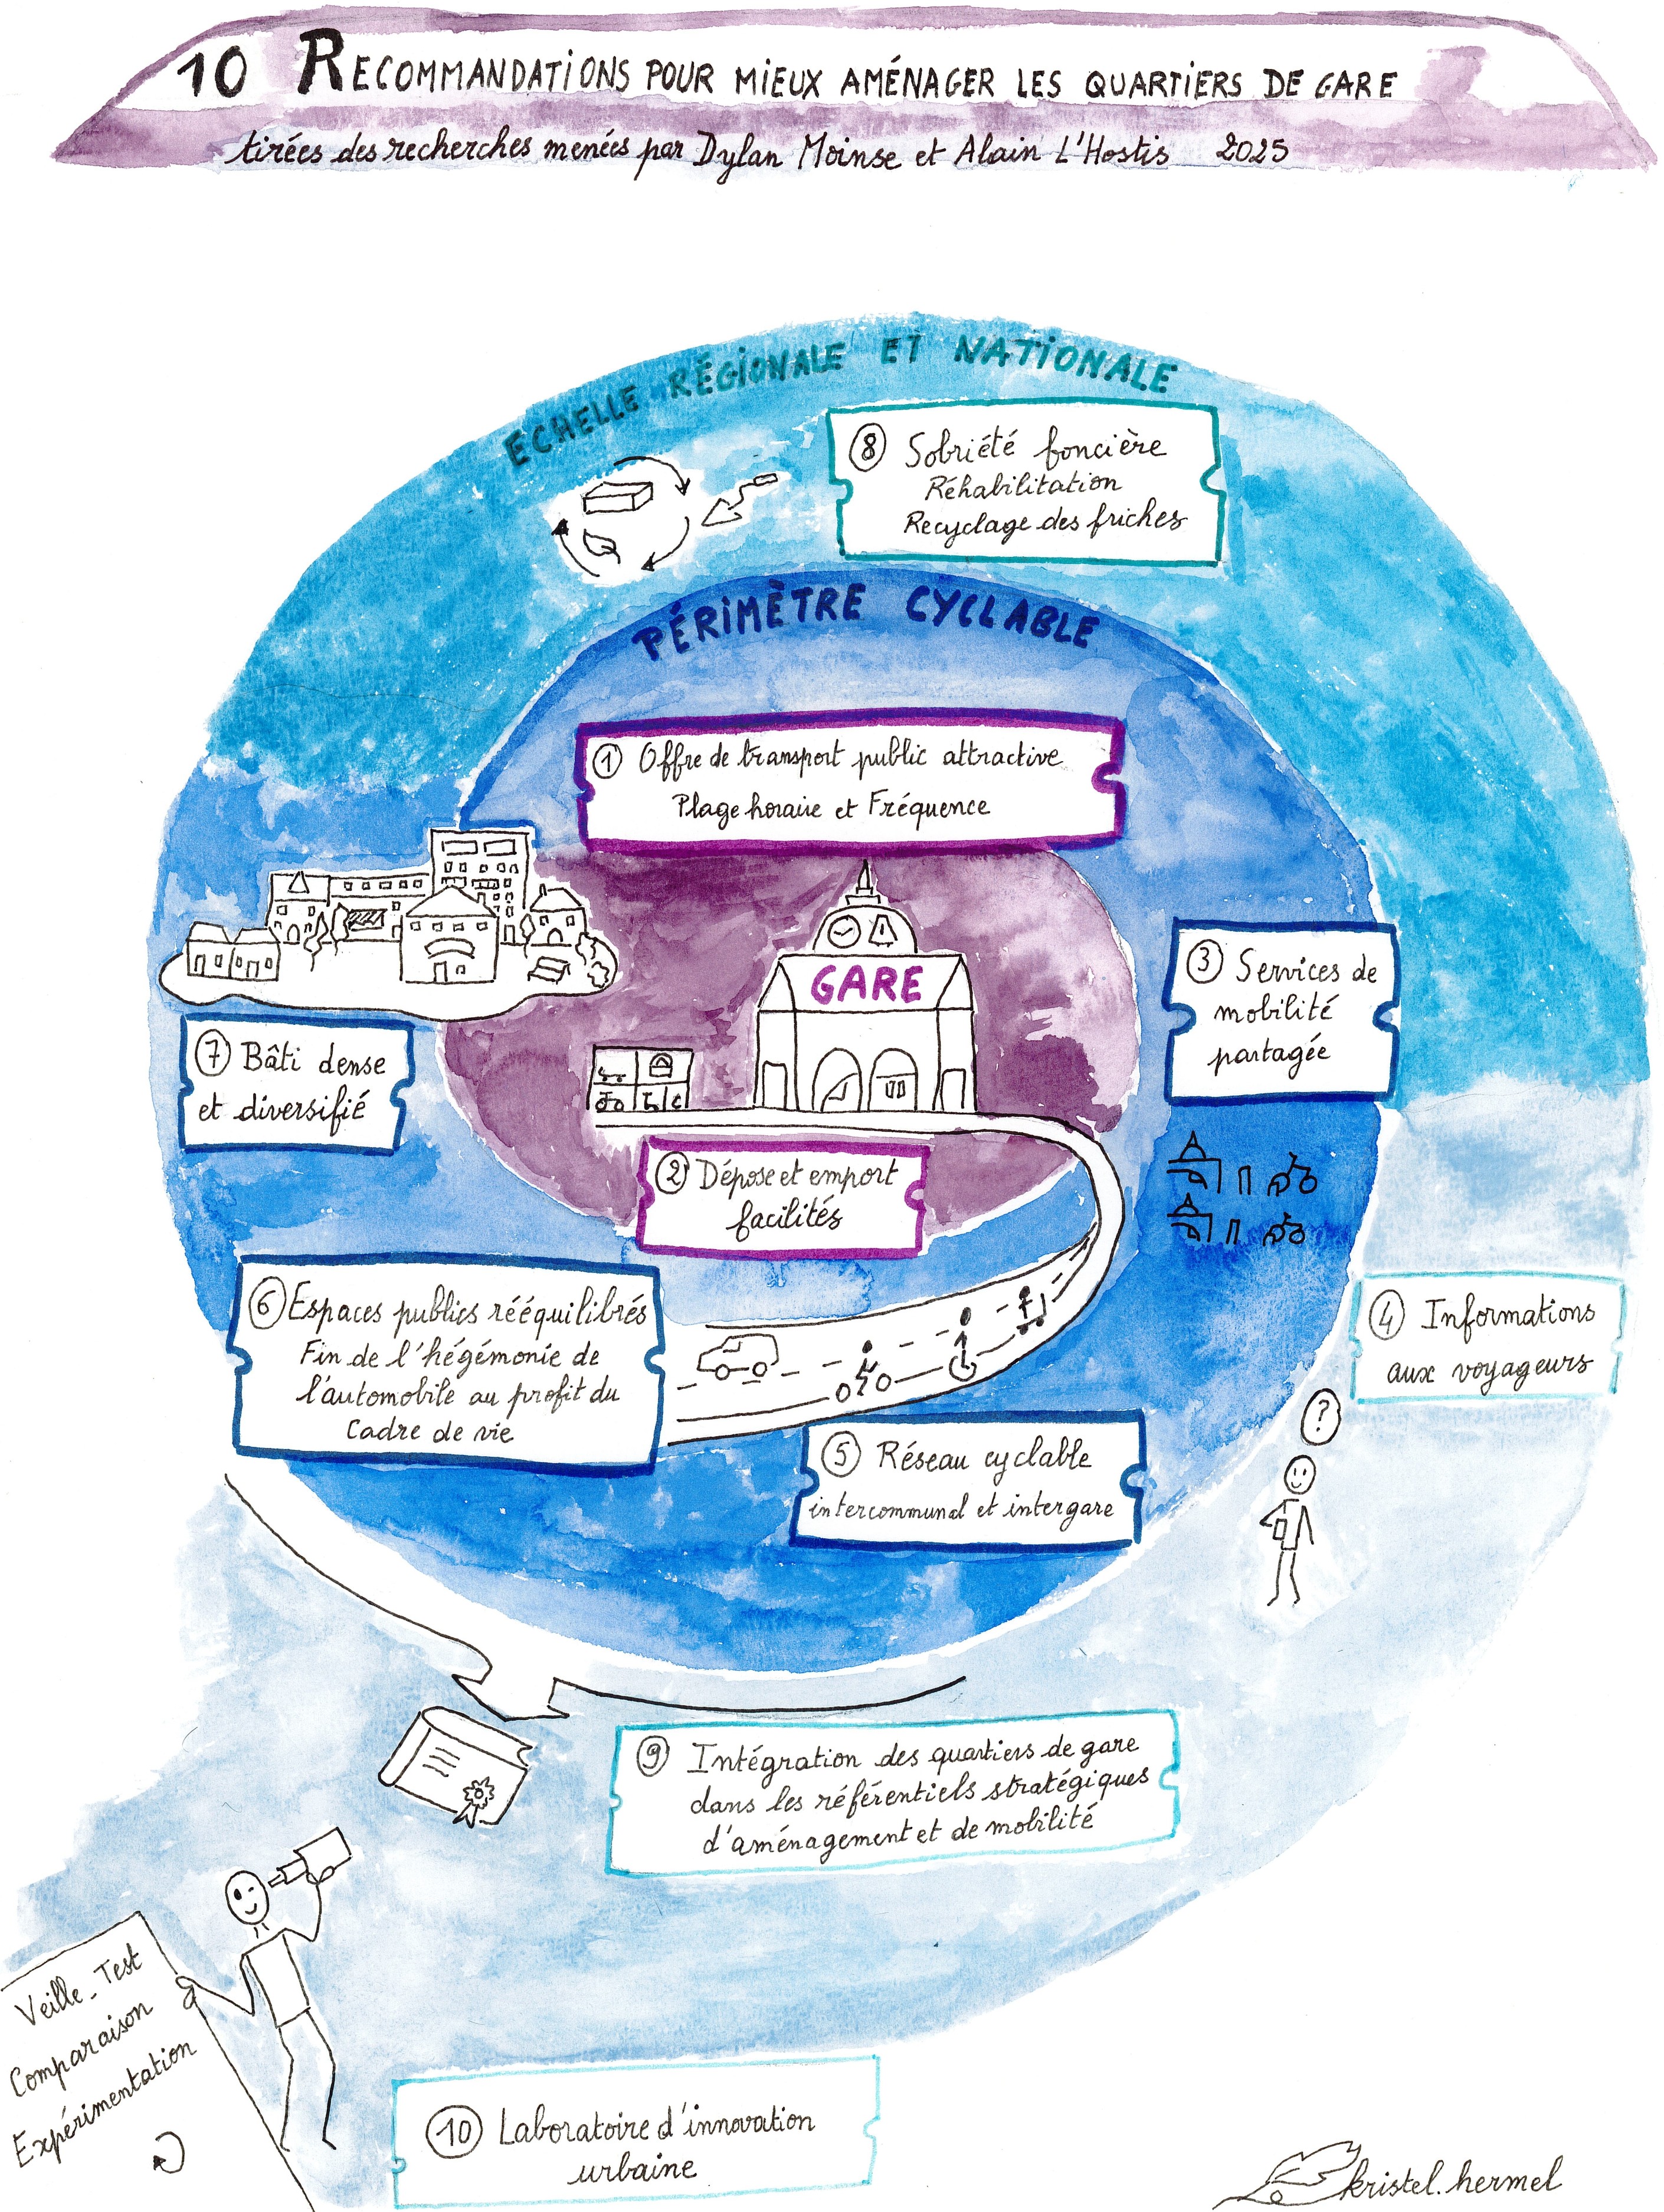 10 RECOMMANDATIONS POUR MIEUX AMÉNAGER LES QUARTIERS DE GARE
tirées des recherches menées par Dylan Moinse et Alain L'Hostis 2025
ECHELLE RÉGIONALE ET NATIONALE
8 Sobriété foncière
Réhabilitation
Recyclage des friches
PÉRIMÈTRE CYCLABLE
1 Offre de transport public attractive
Plage horaire et Fréquence
GARE
3 Services de
mobilité
partagée
7 Bâti dense
et diversifié
2 Dépose et emport
facilités
6 Espaces publics rééquilibrés
Fin de l'hégémonie de
l'automobile au profit du
Cadre de vie
4 Informations
aux voyageurs
?
5 Réseau cyclable
intercommunal et intergare
9 Intégration des quartiers de gare
dans les référentiels stratégiques
d'aménagement et de mobilité
Veille - Test
Comparaison
Expérimentation
10 Laboratoire d'innovation
urbaine
kristel.hermel